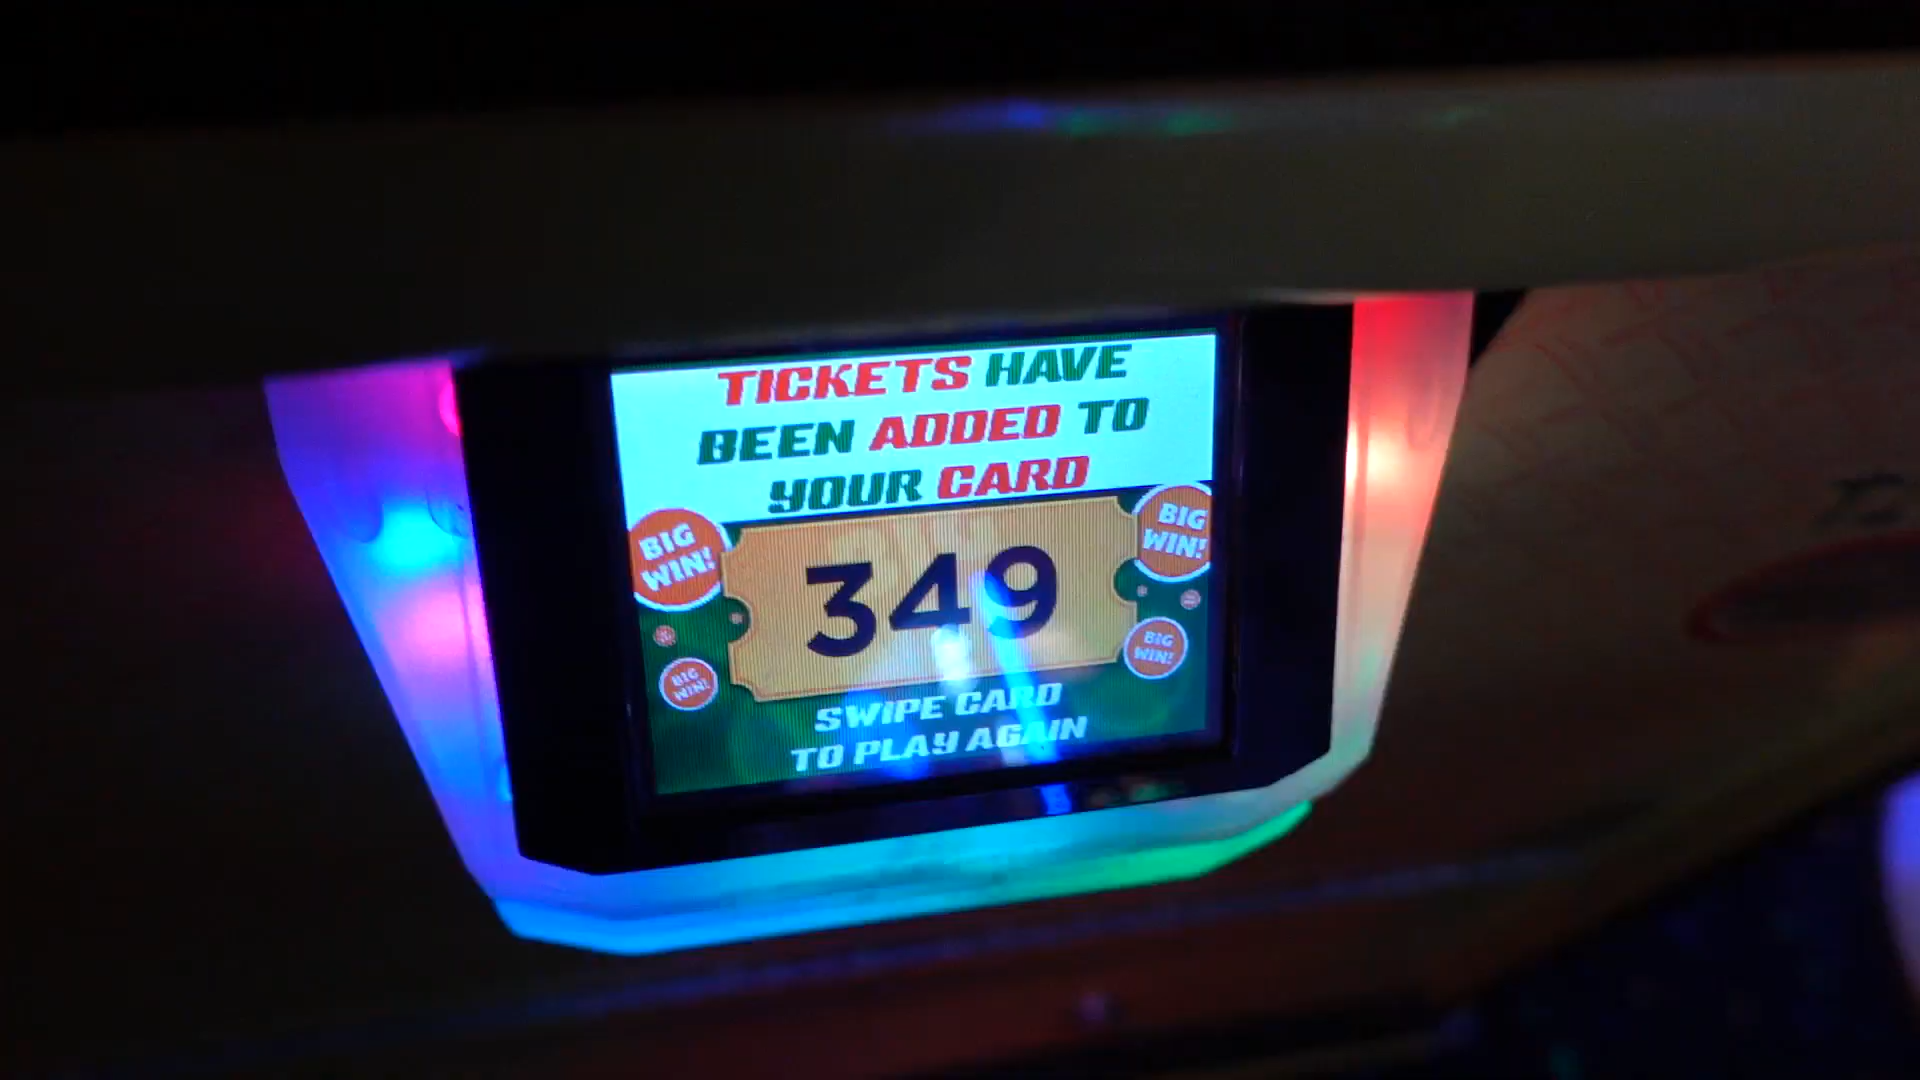 TICKETS HAVE
BEEN ADDED TO
YOUR CARD
BIG
WIN!
BIG
WIN!
349
BIG
WIN!
BIG
WIN!
SWIPE CARD
TO PLAY AGAIN